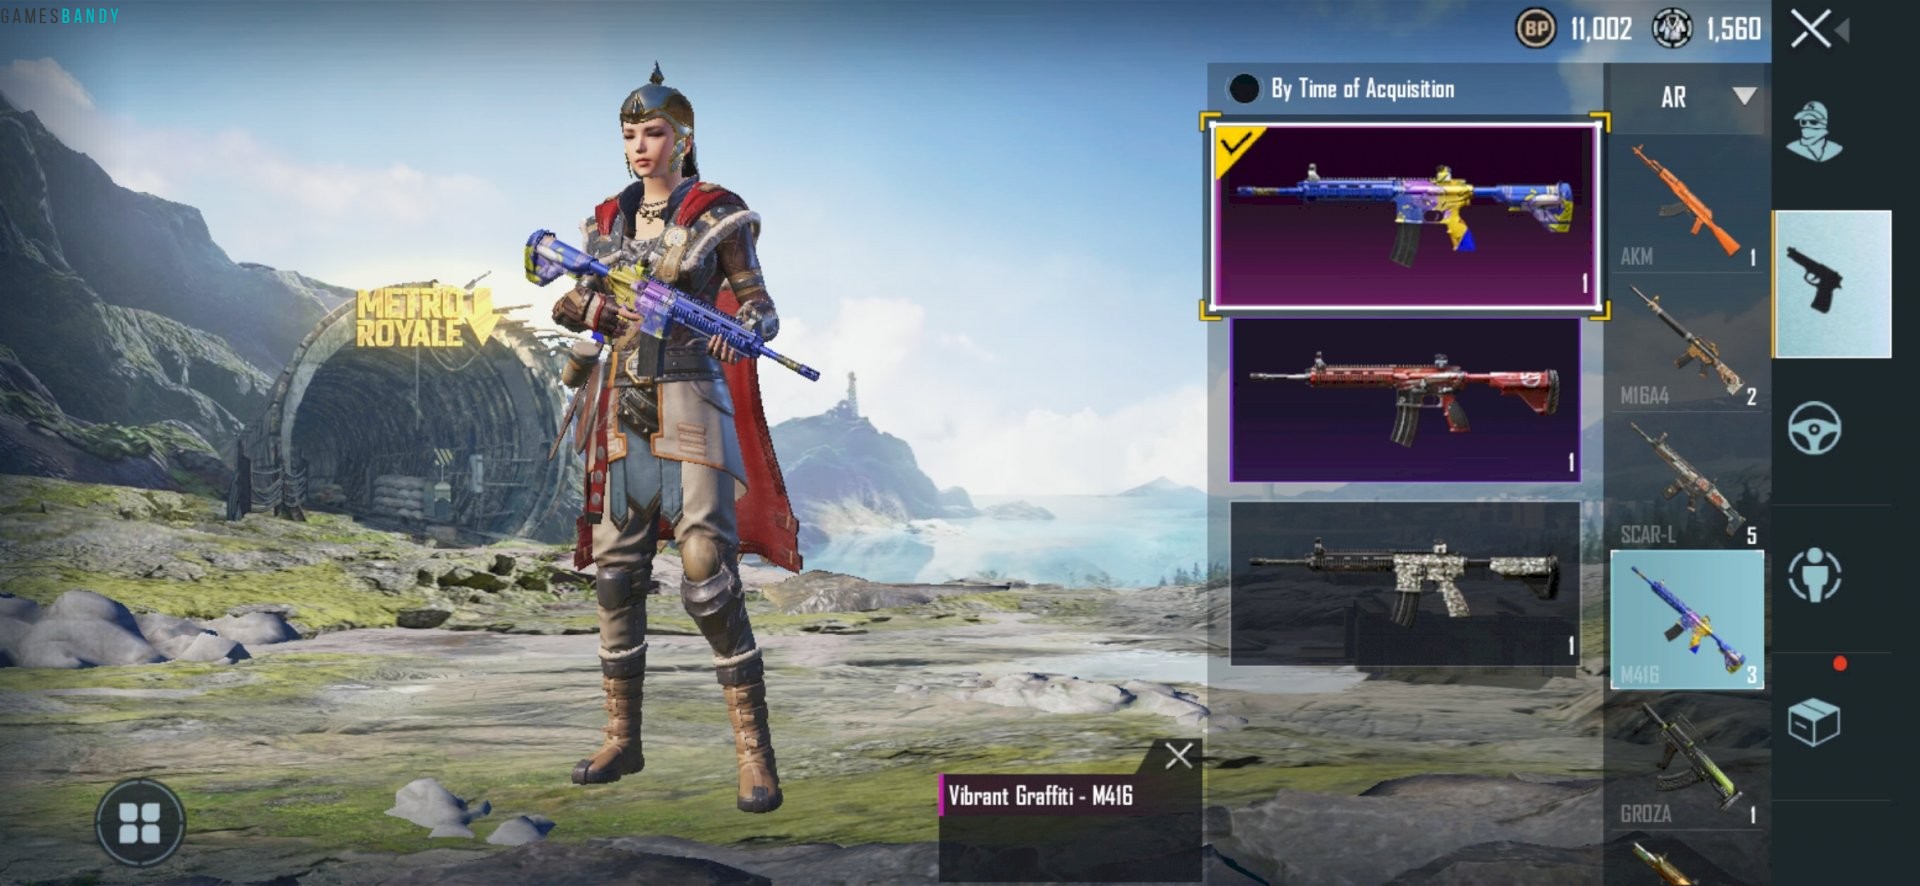 GAMESBANDY
BP 11,002 1,560
By Time of Acquisition
AR
1
AKM 1
METRO
ROYALE
M16A4 2
1
SCAR-L 5
1
M416 3
Vibrant Graffiti - M416
GROZA 1